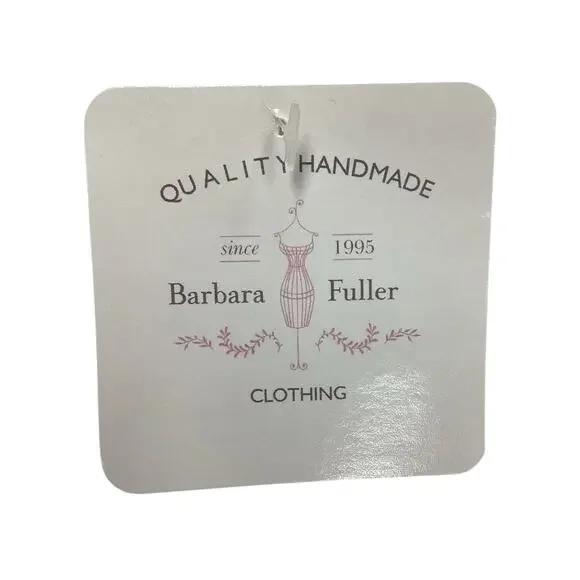 QUALITY HANDMADE
since 1995
Barbara Fuller
CLOTHING